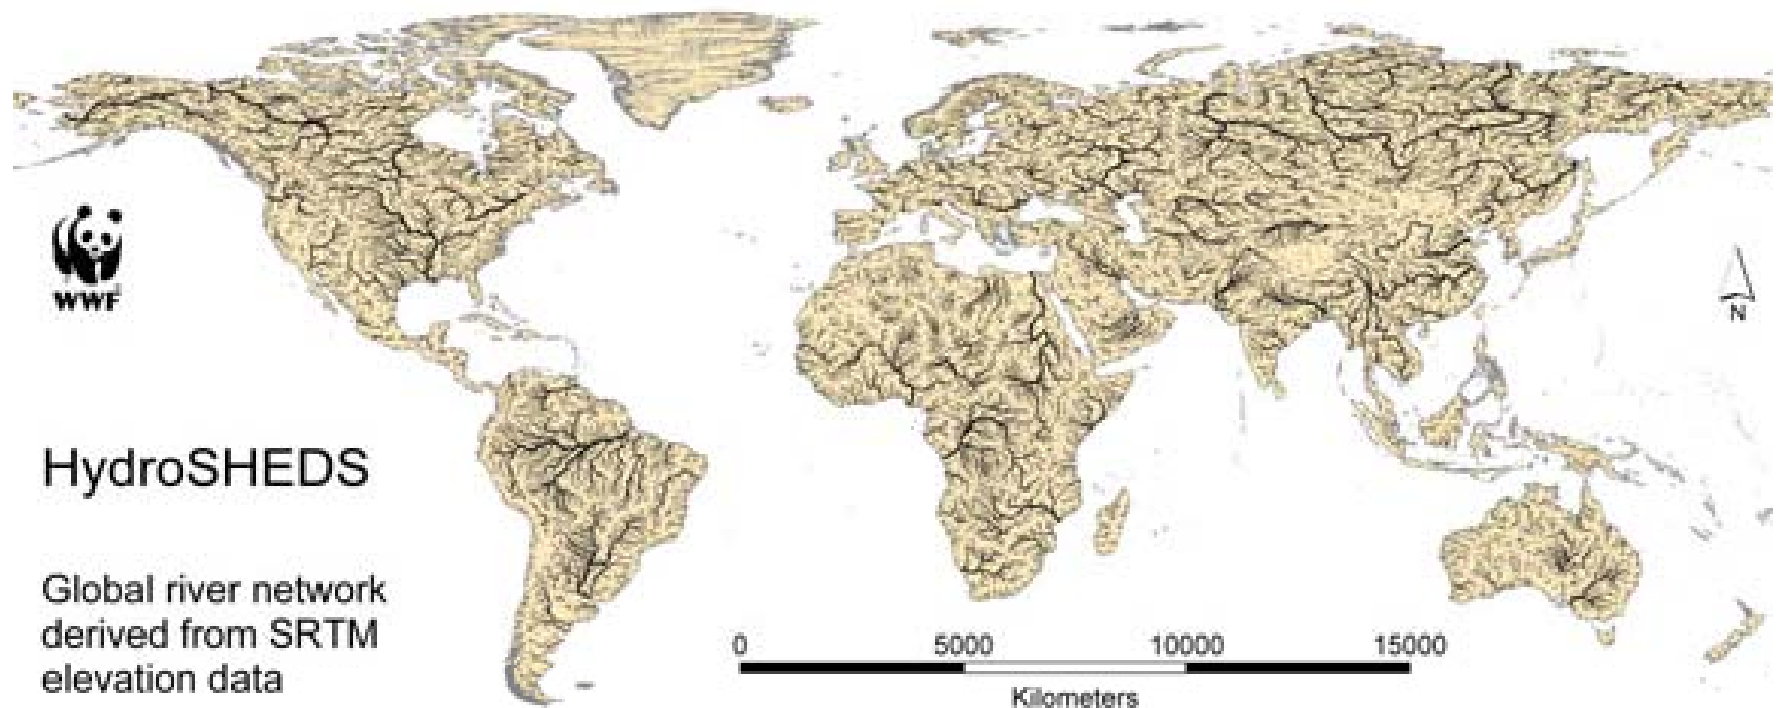 WWF
HydroSHEDS
Global river network
derived from SRTM
elevation data
0 5000 10000 15000
Kilometers
N